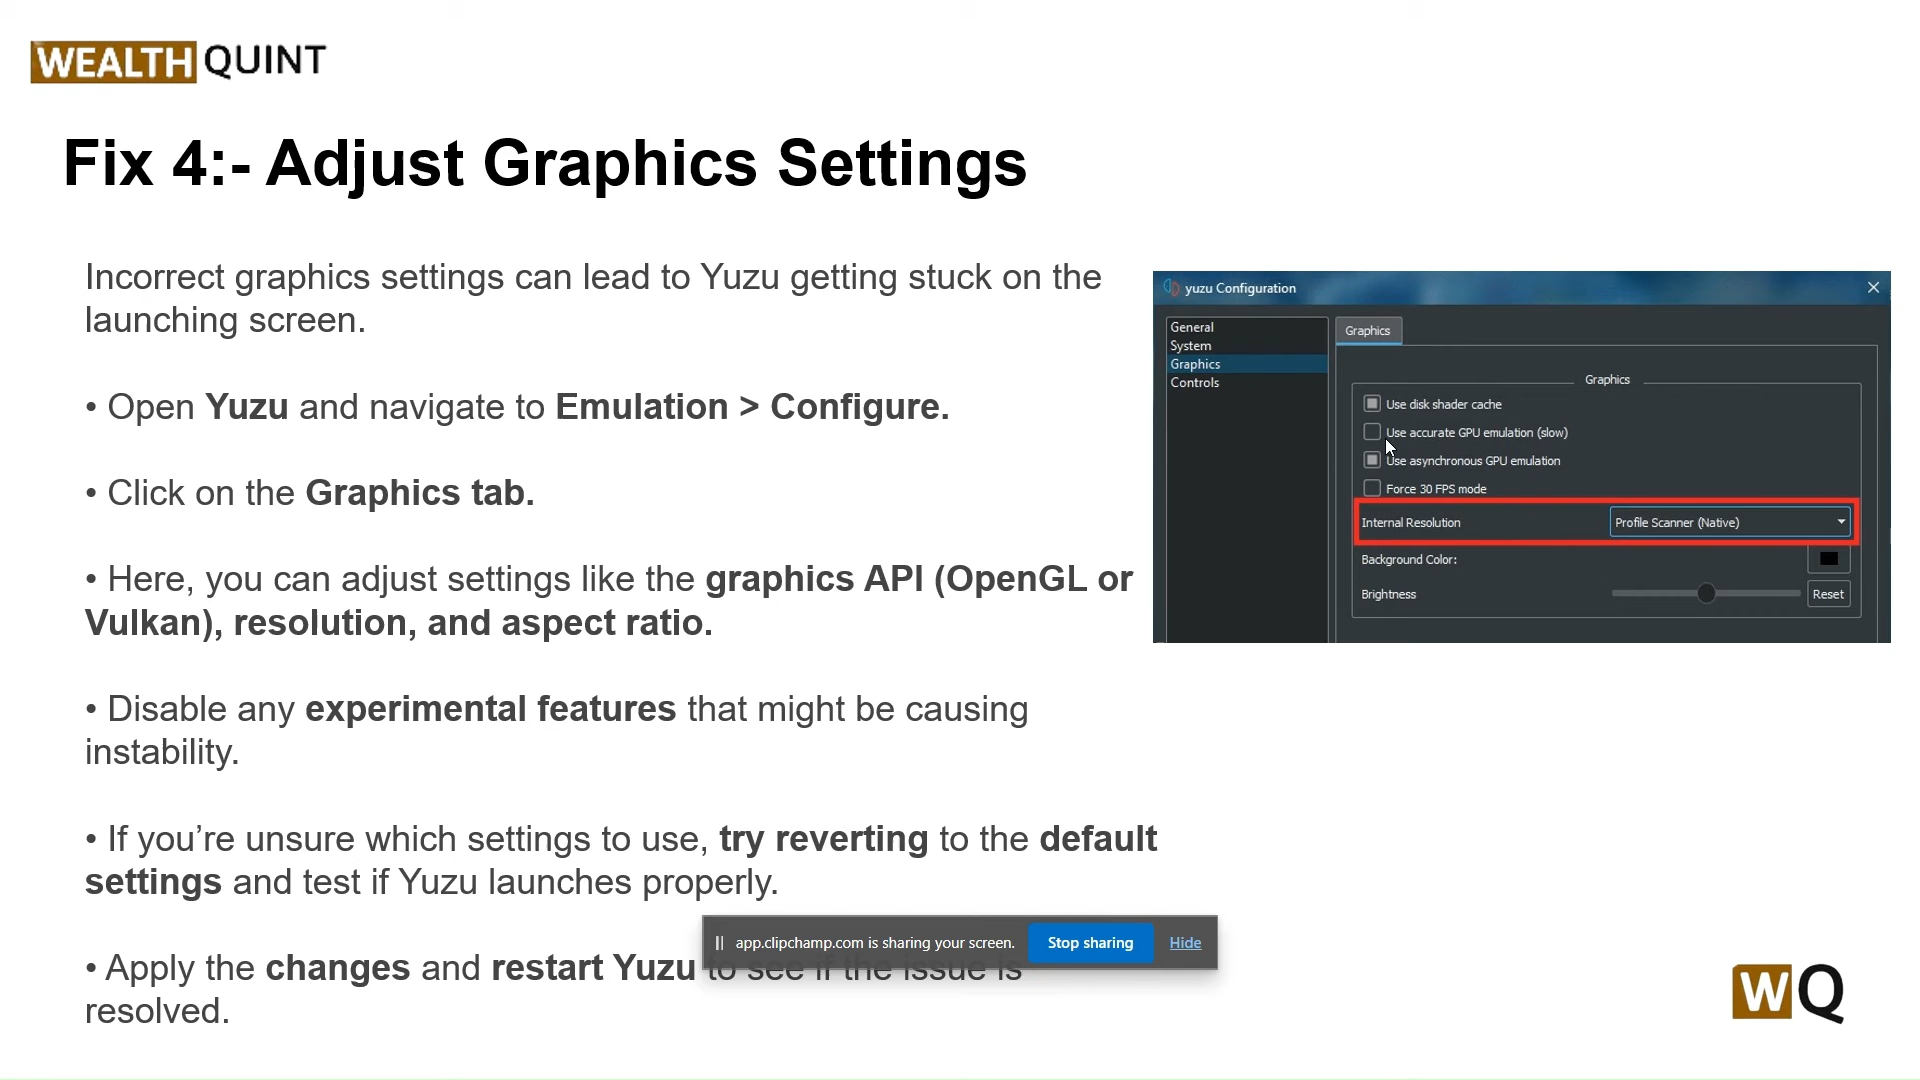 WEALTH QUINT
Fix 4:- Adjust Graphics Settings
Incorrect graphics settings can lead to Yuzu getting stuck on the
launching screen.
• Open Yuzu and navigate to Emulation > Configure.
• Click on the Graphics tab.
• Here, you can adjust settings like the graphics API (OpenGL or
Vulkan), resolution, and aspect ratio.
• Disable any experimental features that might be causing
instability.
• If you’re unsure which settings to use, try reverting to the default
settings and test if Yuzu launches properly.
• Apply the changes and restart Yuzu to see if the issue is
resolved.
yuzu Configuration
General
System
Graphics
Controls
Graphics
Graphics
Use disk shader cache
Use accurate GPU emulation (slow)
Use asynchronous GPU emulation
Force 30 FPS mode
Internal Resolution Profile Scanner (Native)
Background Color:
Brightness Reset
app.clipchamp.com is sharing your screen. Stop sharing Hide
WQ